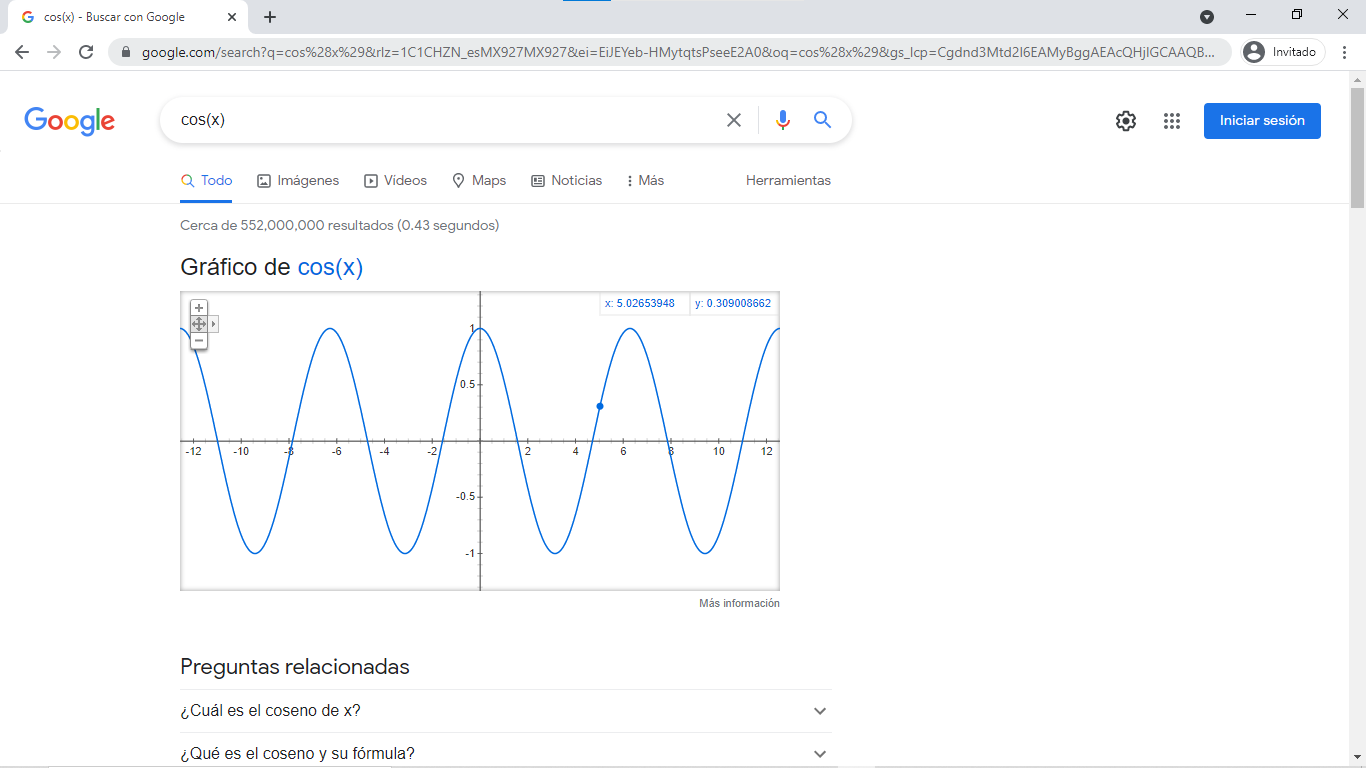 cos(x) - Buscar con Google
google.com/search?q=cos%28x%29&rlz=1C1CHZN_esMX927MX927&ei=EiJEYeb-HMytqtsPseeE2A0&oq=cos%28x%29&gs_lcp=Cgdnd3Mtd2l6EAMyBggAEAcQHjIGCAAQB...
Invitado
Google
cos(x)
Iniciar sesión
Todo Imágenes Vídeos Maps Noticias Más Herramientas
Cerca de 552,000,000 resultados (0.43 segundos)
Gráfico de cos(x)
x: 5.02653948 y: 0.309008662
1
0.5
-12 -10 -8 -6 -4 -2 2 4 6 8 10 12
-0.5
-1
Más información
Preguntas relacionadas
¿Cuál es el coseno de x?
¿Qué es el coseno y su fórmula?